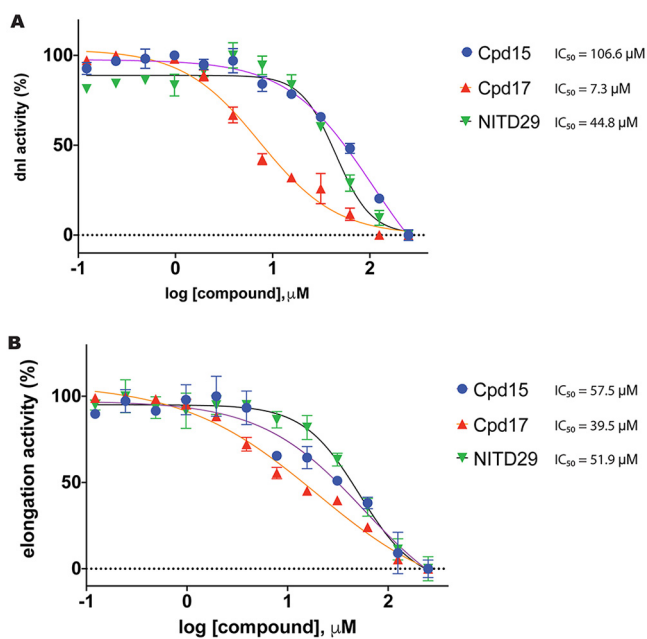 A
100
50
0
-1
0
1
2
dnl activity (%)
log [compound], µM
Cpd15 IC₅₀ = 106.6 µM
Cpd17 IC₅₀ = 7.3 µM
NITD29 IC₅₀ = 44.8 µM
B
100
50
0
-1
0
1
2
elongation activity (%)
log [compound], µM
Cpd15 IC₅₀ = 57.5 µM
Cpd17 IC₅₀ = 39.5 µM
NITD29 IC₅₀ = 51.9 µM